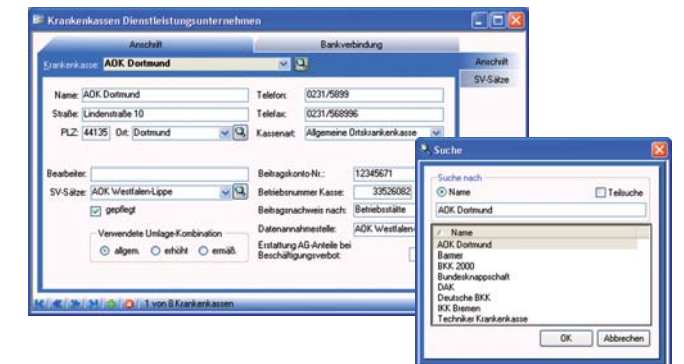 Krankenkassen Dienstleistungsunternehmen
Anschrift Bankverbindung
Krankenkasse: AOK Dortmund
Anschrift
SV-Sätze
Name: AOK Dortmund
Telefon: 0231/5899
Straße: Lindenstraße 10
Telefax: 0231/568996
PLZ: 44135 Ort: Dortmund
Kassenart: Allgemeine Ortskrankenkasse
Bearbeiter:
Beitragskonto-Nr.: 12345671
SV-Sätze: AOK Westfalen-Lippe
Betriebsnummer Kasse: 33526082
gepflegt
Beitragsnachweis nach: Betriebsstätte
Verwendete Umlage-Kombination
Datenannahmestelle: AOK Westfalen-
allgem. erhöht ermäß.
Erstattung AG-Anteile bei
Beschäftigungsverbot:
1 von 8 Krankenkassen
Suche
Suche nach
Name Teilsuche
AOK Dortmund
Name
AOK Dortmund
Barmer
BKK 2000
Bundesknappschaft
DAK
Deutsche BKK
IKK Bremen
Techniker Krankenkasse
OK Abbrechen